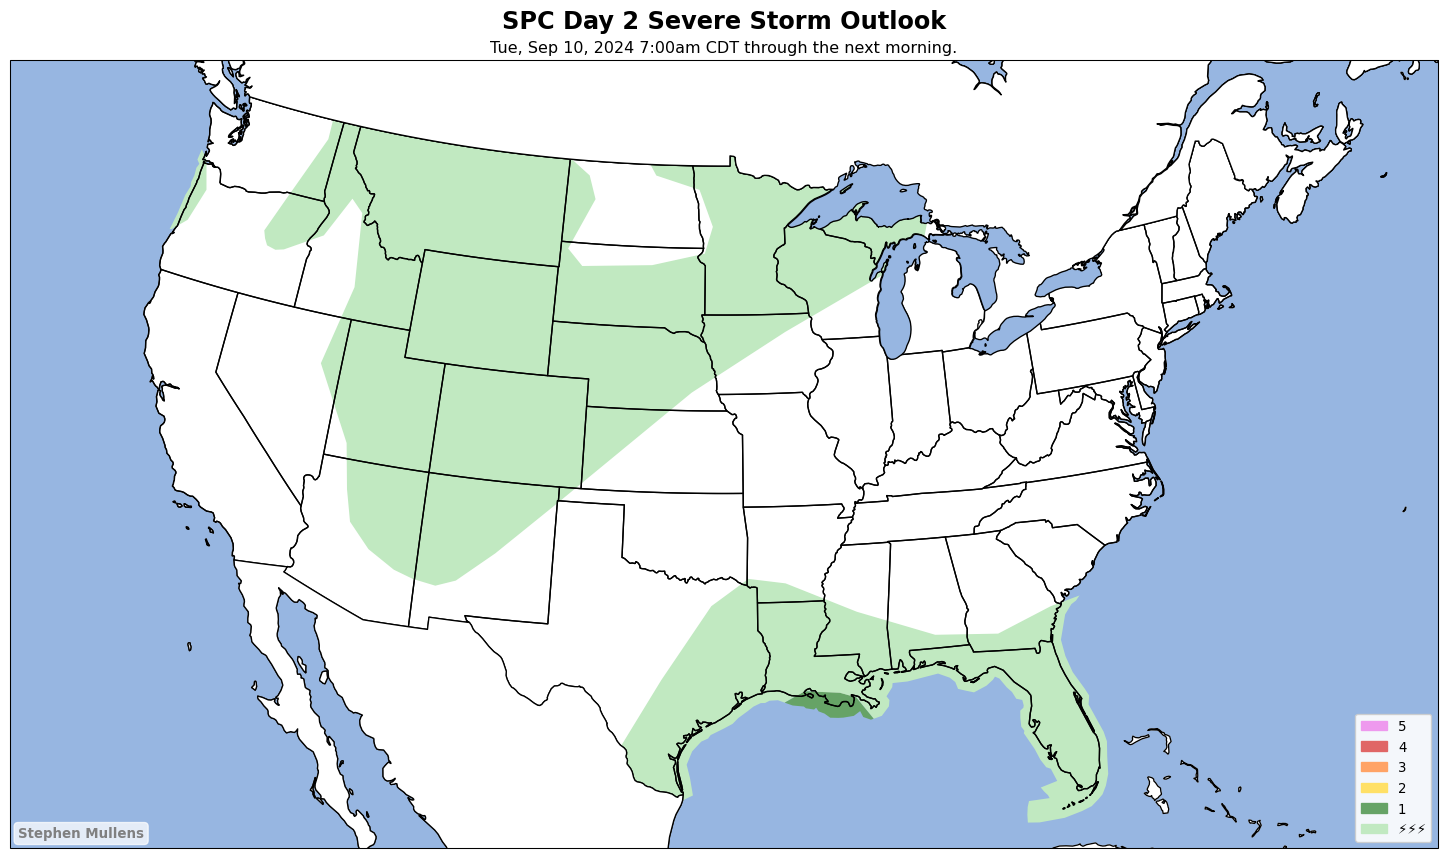 SPC Day 2 Severe Storm Outlook
Tue, Sep 10, 2024 7:00am CDT through the next morning.
5
4
3
2
1
⚡⚡⚡
Stephen Mullens